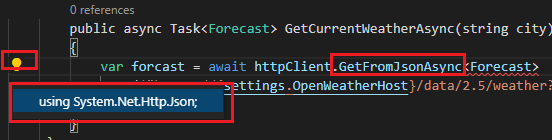 0 references
public async Task<Forecast> GetCurrentWeatherAsync(string city)
{
var forcast = await httpClient.GetFromJsonAsync<Forecast>
using System.Net.Http.Json; settings.OpenWeatherHost}/data/2.5/weather?
}